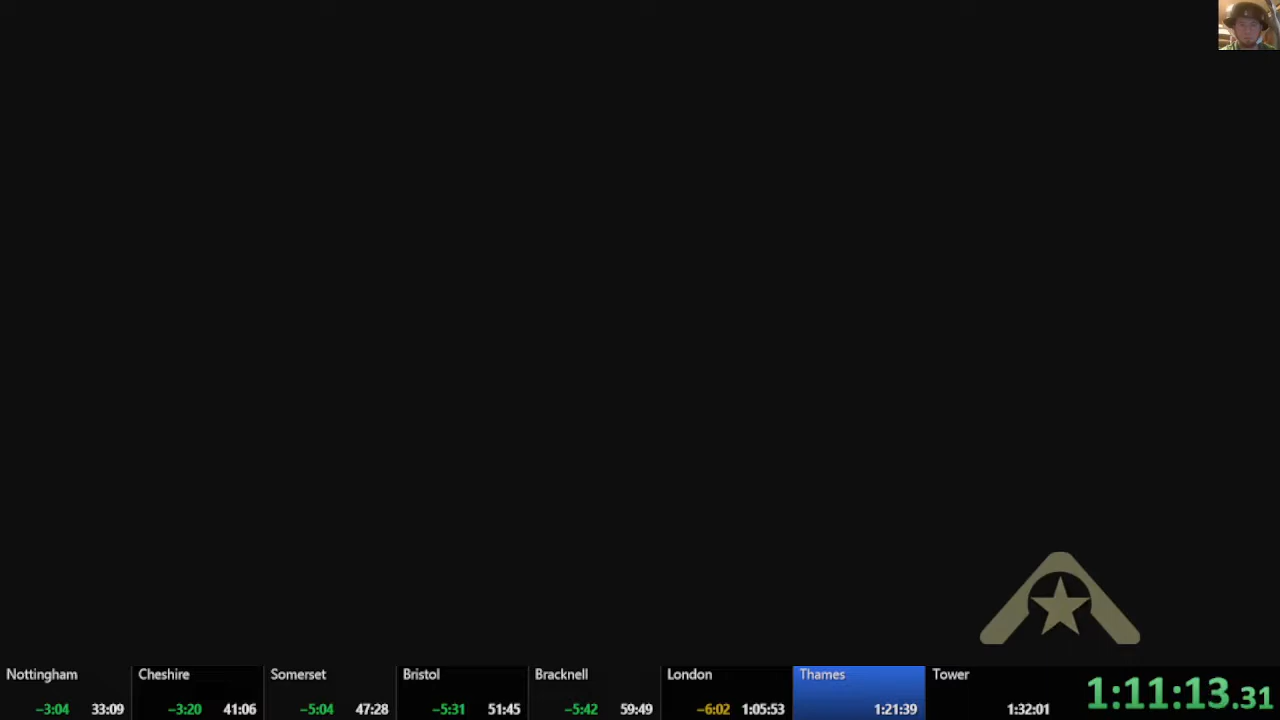 Nottingham
−3:04 33:09
Cheshire
−3:20 41:06
Somerset
−5:04 47:28
Bristol
−5:31 51:45
Bracknell
−5:42 59:49
London
−6:02 1:05:53
Thames
1:21:39
Tower
1:32:01
1:11:13.31